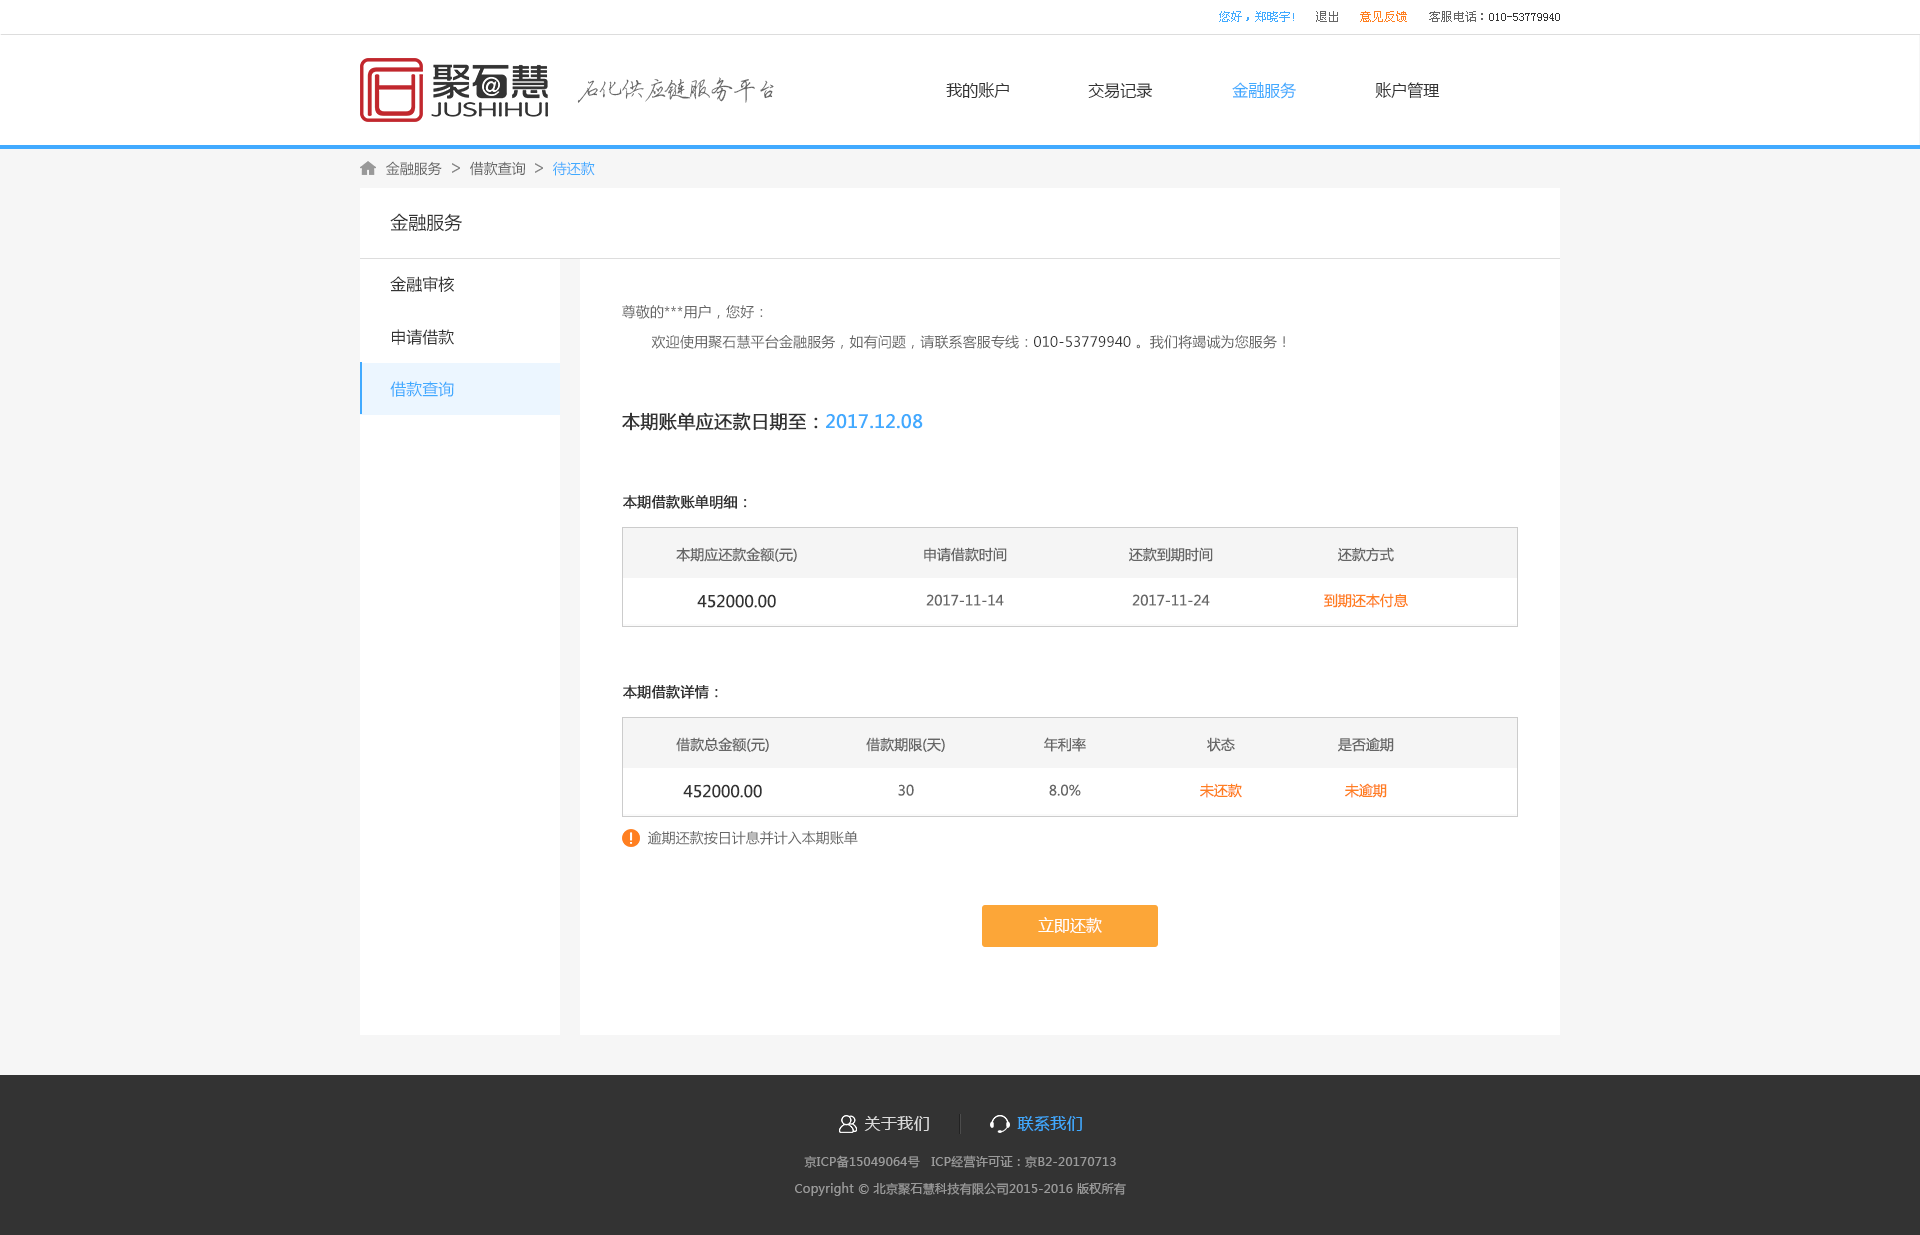 您好，郑晓宇! 退出 意见反馈 客服电话：010-53779940
聚石慧
JUSHIHUI
石化供应链服务平台
我的账户 交易记录 金融服务 账户管理
金融服务 > 借款查询 > 待还款
金融服务
金融审核
申请借款
借款查询
尊敬的***用户，您好：
欢迎使用聚石慧平台金融服务，如有问题，请联系客服专线：010-53779940 。我们将竭诚为您服务！
本期账单应还款日期至：2017.12.08
本期借款账单明细：
本期应还款金额(元) 申请借款时间 还款到期时间 还款方式
452000.00 2017-11-14 2017-11-24 到期还本付息
本期借款详情：
借款总金额(元) 借款期限(天) 年利率 状态 是否逾期
452000.00 30 8.0% 未还款 未逾期
逾期还款按日计息并计入本期账单
立即还款
关于我们 联系我们
京ICP备15049064号 ICP经营许可证：京B2-20170713
Copyright © 北京聚石慧科技有限公司2015-2016 版权所有